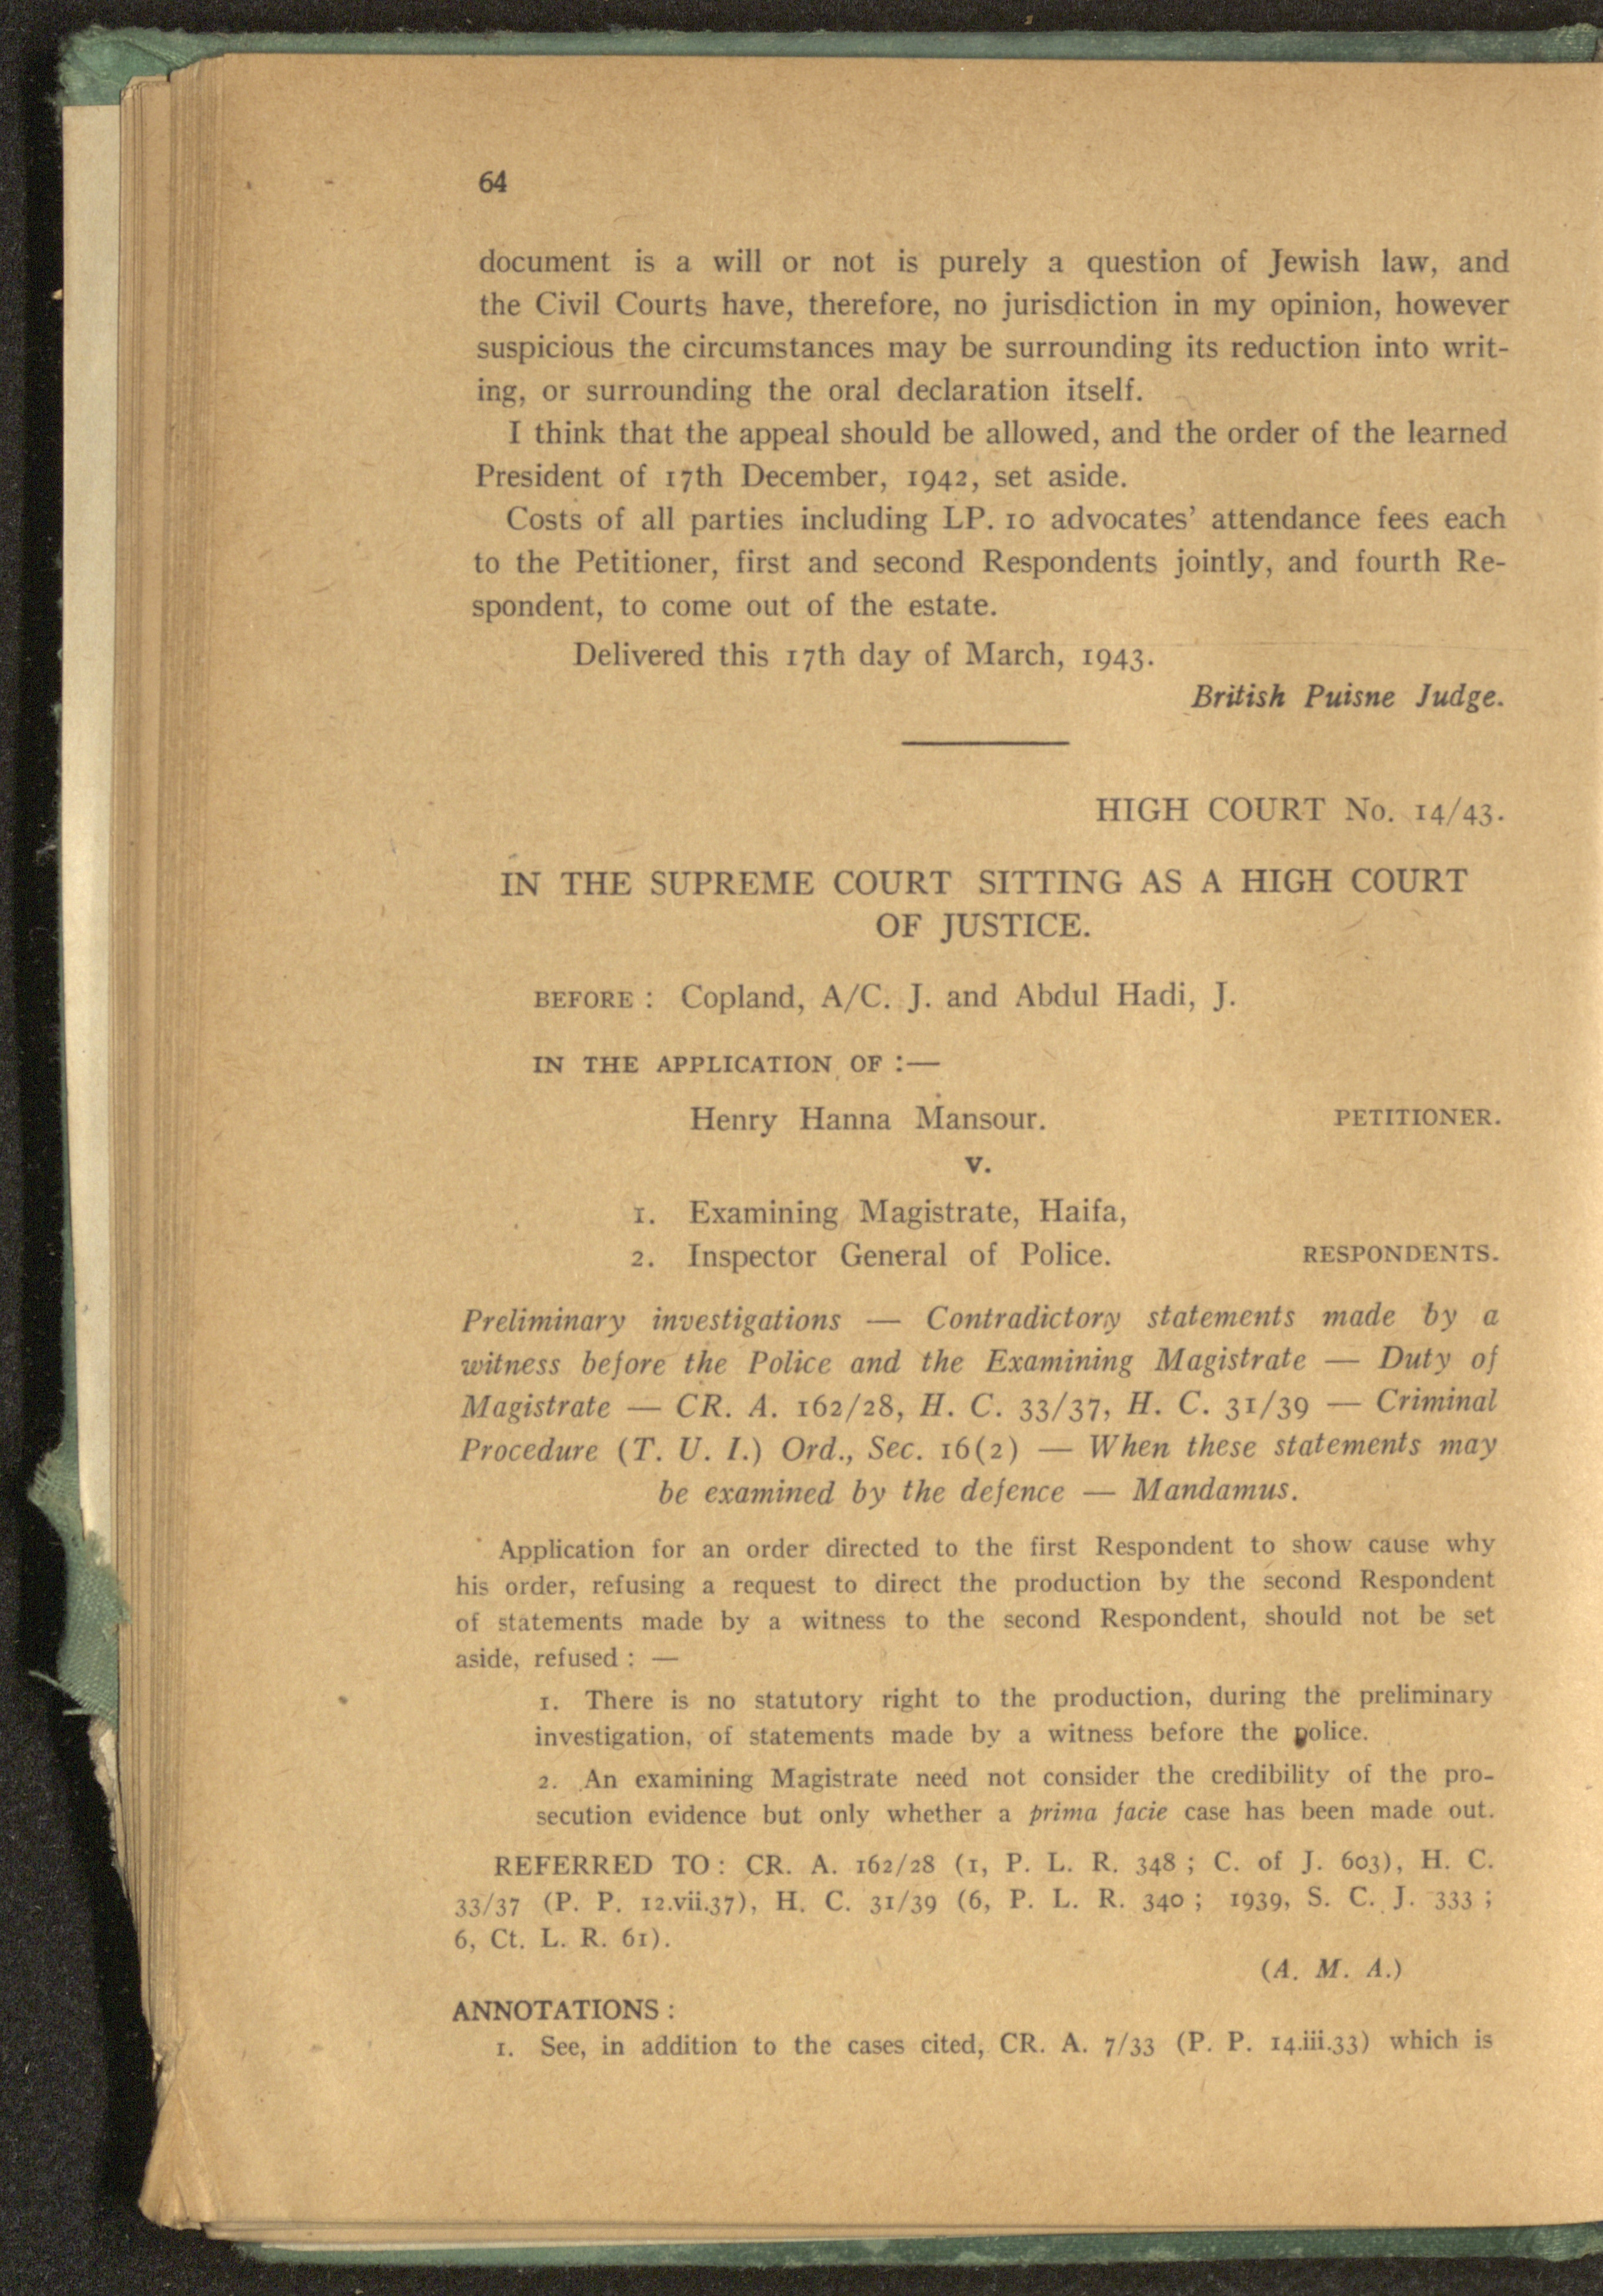 64
document is a will or not is purely a question of Jewish law, and
the Civil Courts have, therefore, no jurisdiction in my opinion, however
suspicious the circumstances may be surrounding its reduction into writ-
ing, or surrounding the oral declaration itself.
I think that the appeal should be allowed, and the order of the learned
President of 17th December, 1942, set aside.
Costs of all parties including LP. 10 advocates' attendance fees each
to the Petitioner, first and second Respondents jointly, and fourth Re-
spondent, to come out of the estate.
Delivered this 17th day of March, 1943.
British Puisne Judge.
HIGH COURT No. 14/43.
IN THE SUPREME COURT SITTING AS A HIGH COURT
OF JUSTICE.
BEFORE : Copland, A/C. J. and Abdul Hadi, J.
IN THE APPLICATION OF :—
Henry Hanna Mansour. PETITIONER.
v.
1. Examining Magistrate, Haifa,
2. Inspector General of Police. RESPONDENTS.
Preliminary investigations — Contradictory statements made by a
witness before the Police and the Examining Magistrate — Duty of
Magistrate — CR. A. 162/28, H. C. 33/37, H. C. 31/39 — Criminal
Procedure (T. U. I.) Ord., Sec. 16(2) — When these statements may
be examined by the defence — Mandamus.
Application for an order directed to the first Respondent to show cause why
his order, refusing a request to direct the production by the second Respondent
of statements made by a witness to the second Respondent, should not be set
aside, refused : —
1. There is no statutory right to the production, during the preliminary
investigation, of statements made by a witness before the police.
2. An examining Magistrate need not consider the credibility of the pro-
secution evidence but only whether a prima facie case has been made out.
REFERRED TO : CR. A. 162/28 (1, P. L. R. 348 ; C. of J. 603), H. C.
33/37 (P. P. 12.vii.37), H. C. 31/39 (6, P. L. R. 340 ; 1939, S. C. J. 333 ;
6, Ct. L. R. 61).
(A. M. A.)
ANNOTATIONS :
1. See, in addition to the cases cited, CR. A. 7/33 (P. P. 14.iii.33) which is